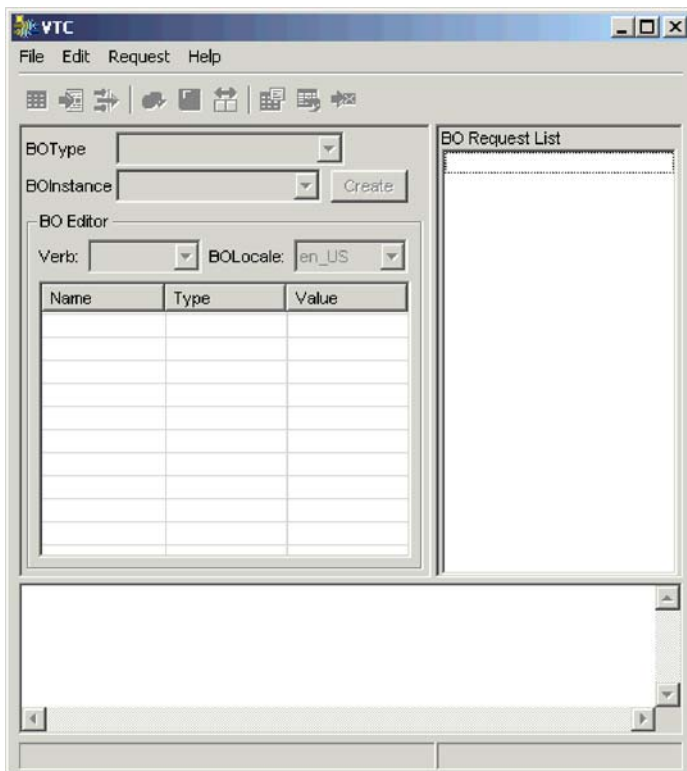 VTC
File Edit Request Help
BOType
BOInstance Create
BO Editor
Verb: BOLocale: en_US
Name Type Value
BO Request List